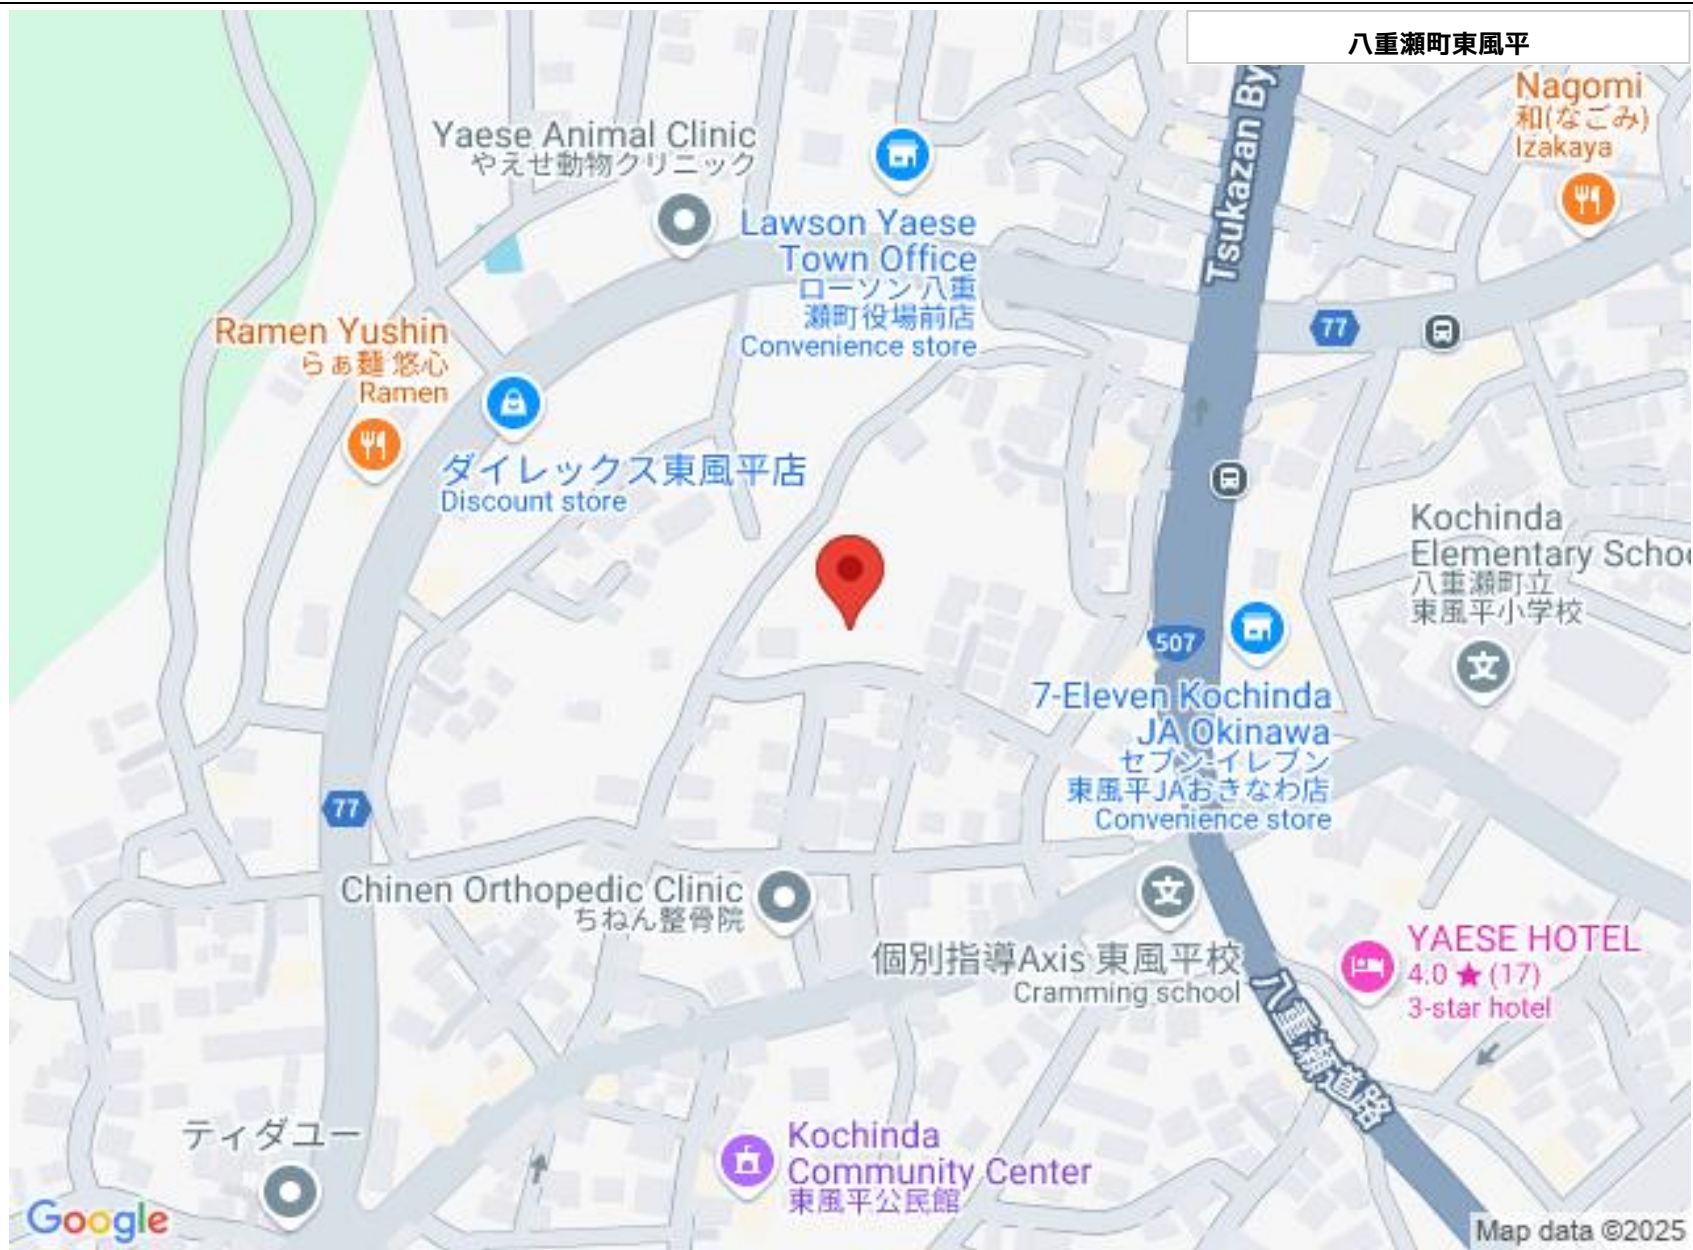 八重瀬町東風平
Tsukazan By
Nagomi
和(なごみ)
Izakaya
Yaese Animal Clinic
やえせ動物クリニック
Lawson Yaese
Town Office
ローソン 八重
瀬町役場前店
Convenience store
Ramen Yushin
らぁ麺 悠心
Ramen
77
ダイレックス東風平店
Discount store
Kochinda
Elementary Schoo
八重瀬町立
東風平小学校
507
7-Eleven Kochinda
JA Okinawa
セブン-イレブン
東風平JAおきなわ店
Convenience store
77
Chinen Orthopedic Clinic
ちねん整骨院
個別指導Axis 東風平校
Cramming school
YAESE HOTEL
4.0 ★ (17)
3-star hotel
八重瀬道路
ティダユー
Kochinda
Community Center
東風平公民館
Google
Map data ©2025